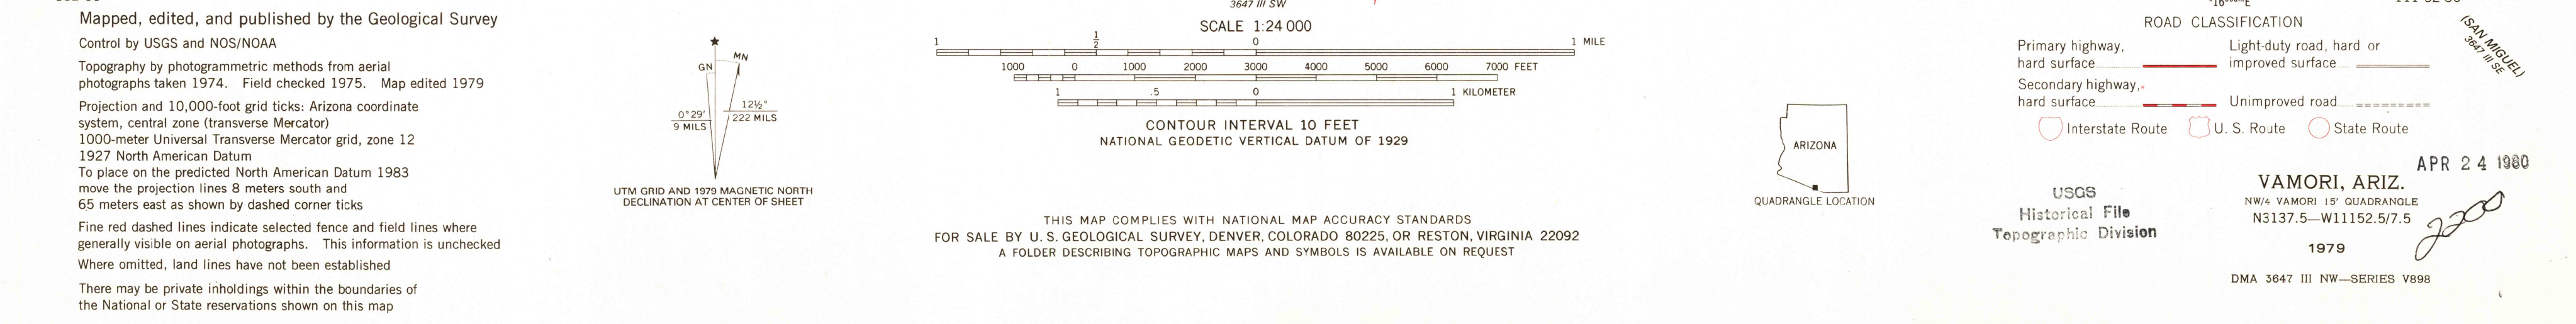 Mapped, edited, and published by the Geological Survey
Control by USGS and NOS/NOAA
Topography by photogrammetric methods from aerial
photographs taken 1974. Field checked 1975. Map edited 1979
Projection and 10,000-foot grid ticks: Arizona coordinate
system, central zone (transverse Mercator)
1000-meter Universal Transverse Mercator grid, zone 12
1927 North American Datum
To place on the predicted North American Datum 1983
move the projection lines 8 meters south and
65 meters east as shown by dashed corner ticks
Fine red dashed lines indicate selected fence and field lines where
generally visible on aerial photographs. This information is unchecked
Where omitted, land lines have not been established
There may be private inholdings within the boundaries of
the National or State reservations shown on this map
MN
GN
12½°
222 MILS
0°29'
9 MILS
UTM GRID AND 1979 MAGNETIC NORTH
DECLINATION AT CENTER OF SHEET
3647 III SW
SCALE 1:24 000
1 1/2 0 1 MILE
1000 0 1000 2000 3000 4000 5000 6000 7000 FEET
1 .5 0 1 KILOMETER
CONTOUR INTERVAL 10 FEET
NATIONAL GEODETIC VERTICAL DATUM OF 1929
THIS MAP COMPLIES WITH NATIONAL MAP ACCURACY STANDARDS
FOR SALE BY U. S. GEOLOGICAL SURVEY, DENVER, COLORADO 80225, OR RESTON, VIRGINIA 22092
A FOLDER DESCRIBING TOPOGRAPHIC MAPS AND SYMBOLS IS AVAILABLE ON REQUEST
ARIZONA
QUADRANGLE LOCATION
ROAD CLASSIFICATION
Primary highway,
hard surface
Light-duty road, hard or
improved surface
Secondary highway,
hard surface
Unimproved road
Interstate Route U. S. Route State Route
(SAN MIGUEL)
3647 III SE
USGS
Historical File
Topographic Division
APR 24 1980
VAMORI, ARIZ.
NW/4 VAMORI 15' QUADRANGLE
N3137.5—W11152.5/7.5
1979
2200
DMA 3647 III NW—SERIES V898